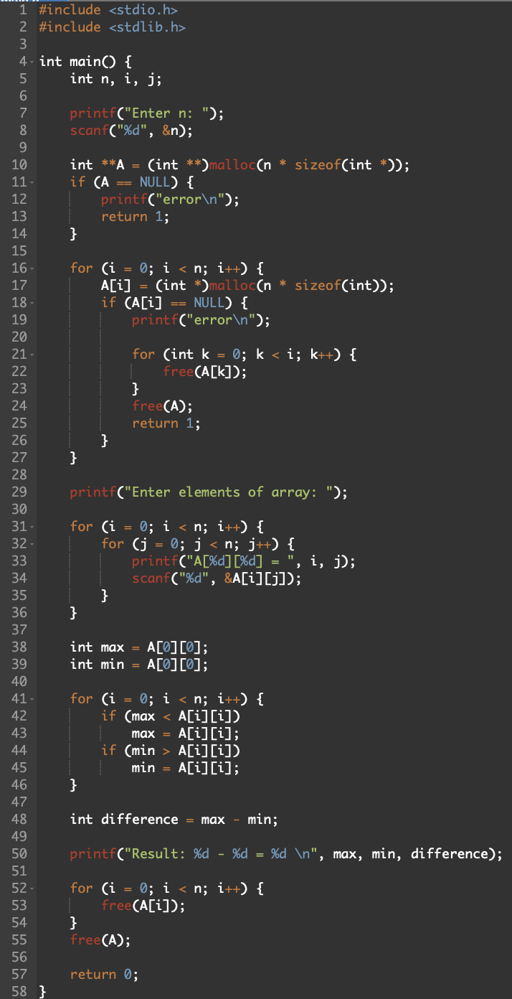 1 #include <stdio.h>
2 #include <stdlib.h>
3
4 int main() {
5     int n, i, j;
6
7     printf("Enter n: ");
8     scanf("%d", &n);
9
10     int **A = (int **)malloc(n * sizeof(int *));
11     if (A == NULL) {
12         printf("error\n");
13         return 1;
14     }
15
16     for (i = 0; i < n; i++) {
17         A[i] = (int *)malloc(n * sizeof(int));
18         if (A[i] == NULL) {
19             printf("error\n");
20
21             for (int k = 0; k < i; k++) {
22                 free(A[k]);
23             }
24             free(A);
25             return 1;
26         }
27     }
28
29     printf("Enter elements of array: ");
30
31     for (i = 0; i < n; i++) {
32         for (j = 0; j < n; j++) {
33             printf("A[%d][%d] = ", i, j);
34             scanf("%d", &A[i][j]);
35         }
36     }
37
38     int max = A[0][0];
39     int min = A[0][0];
40
41     for (i = 0; i < n; i++) {
42         if (max < A[i][i])
43             max = A[i][i];
44         if (min > A[i][i])
45             min = A[i][i];
46     }
47
48     int difference = max - min;
49
50     printf("Result: %d - %d = %d \n", max, min, difference);
51
52     for (i = 0; i < n; i++) {
53         free(A[i]);
54     }
55     free(A);
56
57     return 0;
58 }